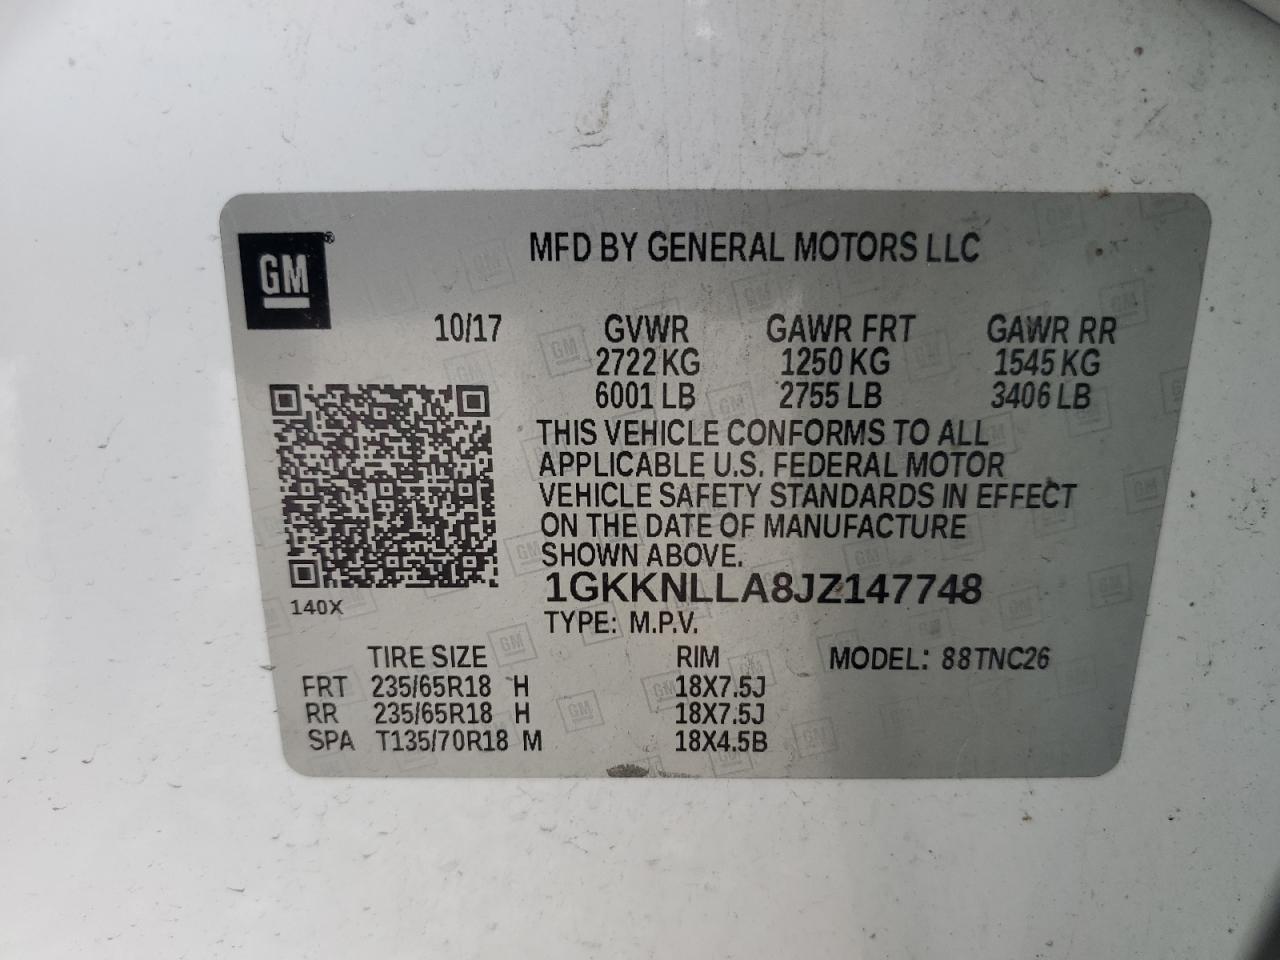 GM®
MFD BY GENERAL MOTORS LLC
10/17 GVWR GAWR FRT GAWR RR
2722 KG 1250 KG 1545 KG
6001 LB 2755 LB 3406 LB
THIS VEHICLE CONFORMS TO ALL
APPLICABLE U.S. FEDERAL MOTOR
VEHICLE SAFETY STANDARDS IN EFFECT
ON THE DATE OF MANUFACTURE
SHOWN ABOVE.
1GKKNLLA8JZ147748
140X
TYPE: M.P.V.
TIRE SIZE RIM MODEL: 88TNC26
FRT 235/65R18 H 18X7.5J
RR 235/65R18 H 18X7.5J
SPA T135/70R18 M 18X4.5B